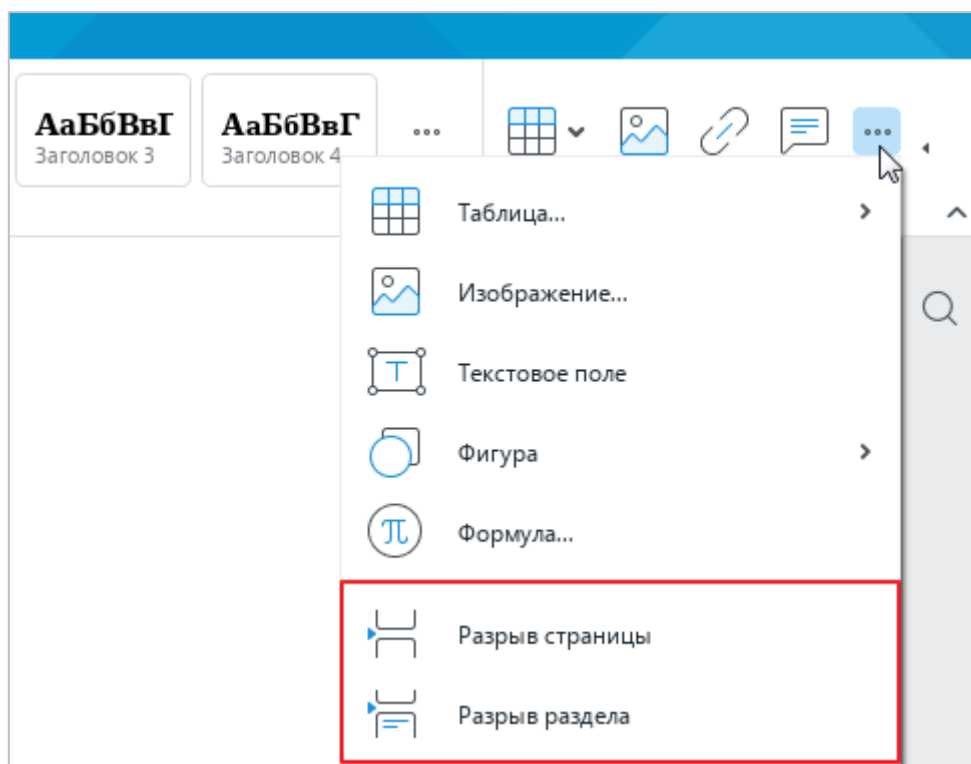 АаБбВвГ
Заголовок 3
АаБбВвГ
Заголовок 4
Таблица...
Изображение...
Текстовое поле
Фигура
Формула...
Разрыв страницы
Разрыв раздела